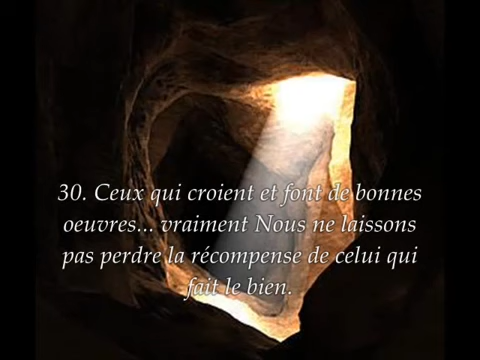 30. Ceux qui croient et font de bonnes
oeuvres... vraiment Nous ne laissons
pas perdre la récompense de celui qui
fait le bien.